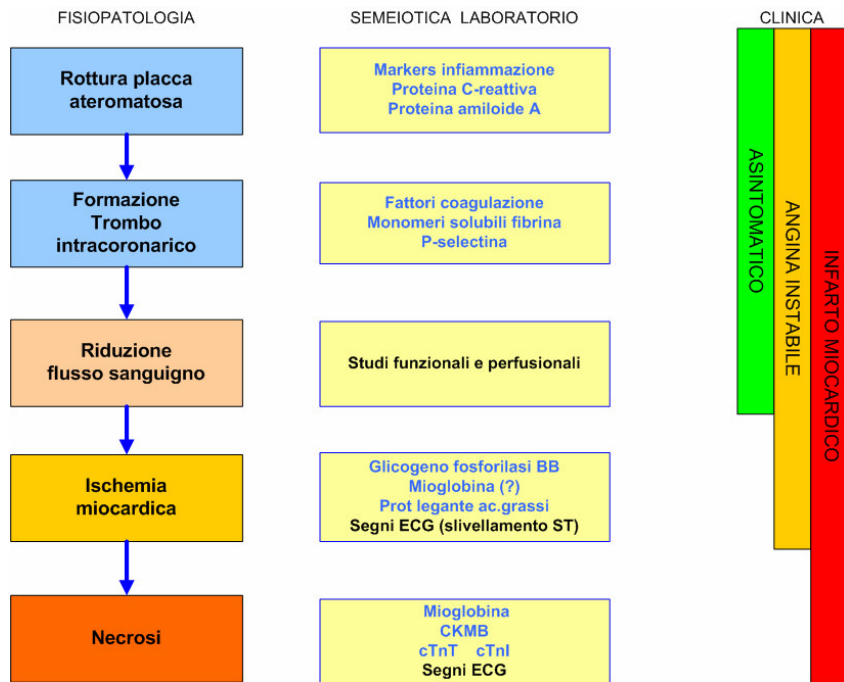 FISIOPATOLOGIA
SEMEIOTICA LABORATORIO
CLINICA
Rottura placca
ateromatosa
Markers infiammazione
Proteina C-reattiva
Proteina amiloide A
Formazione
Trombo
intracoronarico
Fattori coagulazione
Monomeri solubili fibrina
P-selectina
Riduzione
flusso sanguigno
Studi funzionali e perfusionali
Ischemia
miocardica
Glicogeno fosforilasi BB
Mioglobina (?)
Prot legante ac.grassi
Segni ECG (slivellamento ST)
Necrosi
Mioglobina
CKMB
cTnT cTnI
Segni ECG
ASINTOMATICO
ANGINA INSTABILE
INFARTO MIOCARDICO